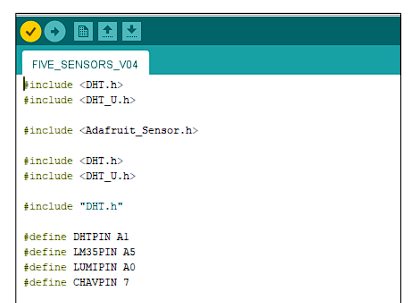 FIVE_SENSORS_V04
#include <DHT.h>
#include <DHT_U.h>
#include <Adafruit_Sensor.h>
#include <DHT.h>
#include <DHT_U.h>
#include "DHT.h"
#define DHTPIN A1
#define LM35PIN A5
#define LUMIPIN A0
#define CHAVPIN 7